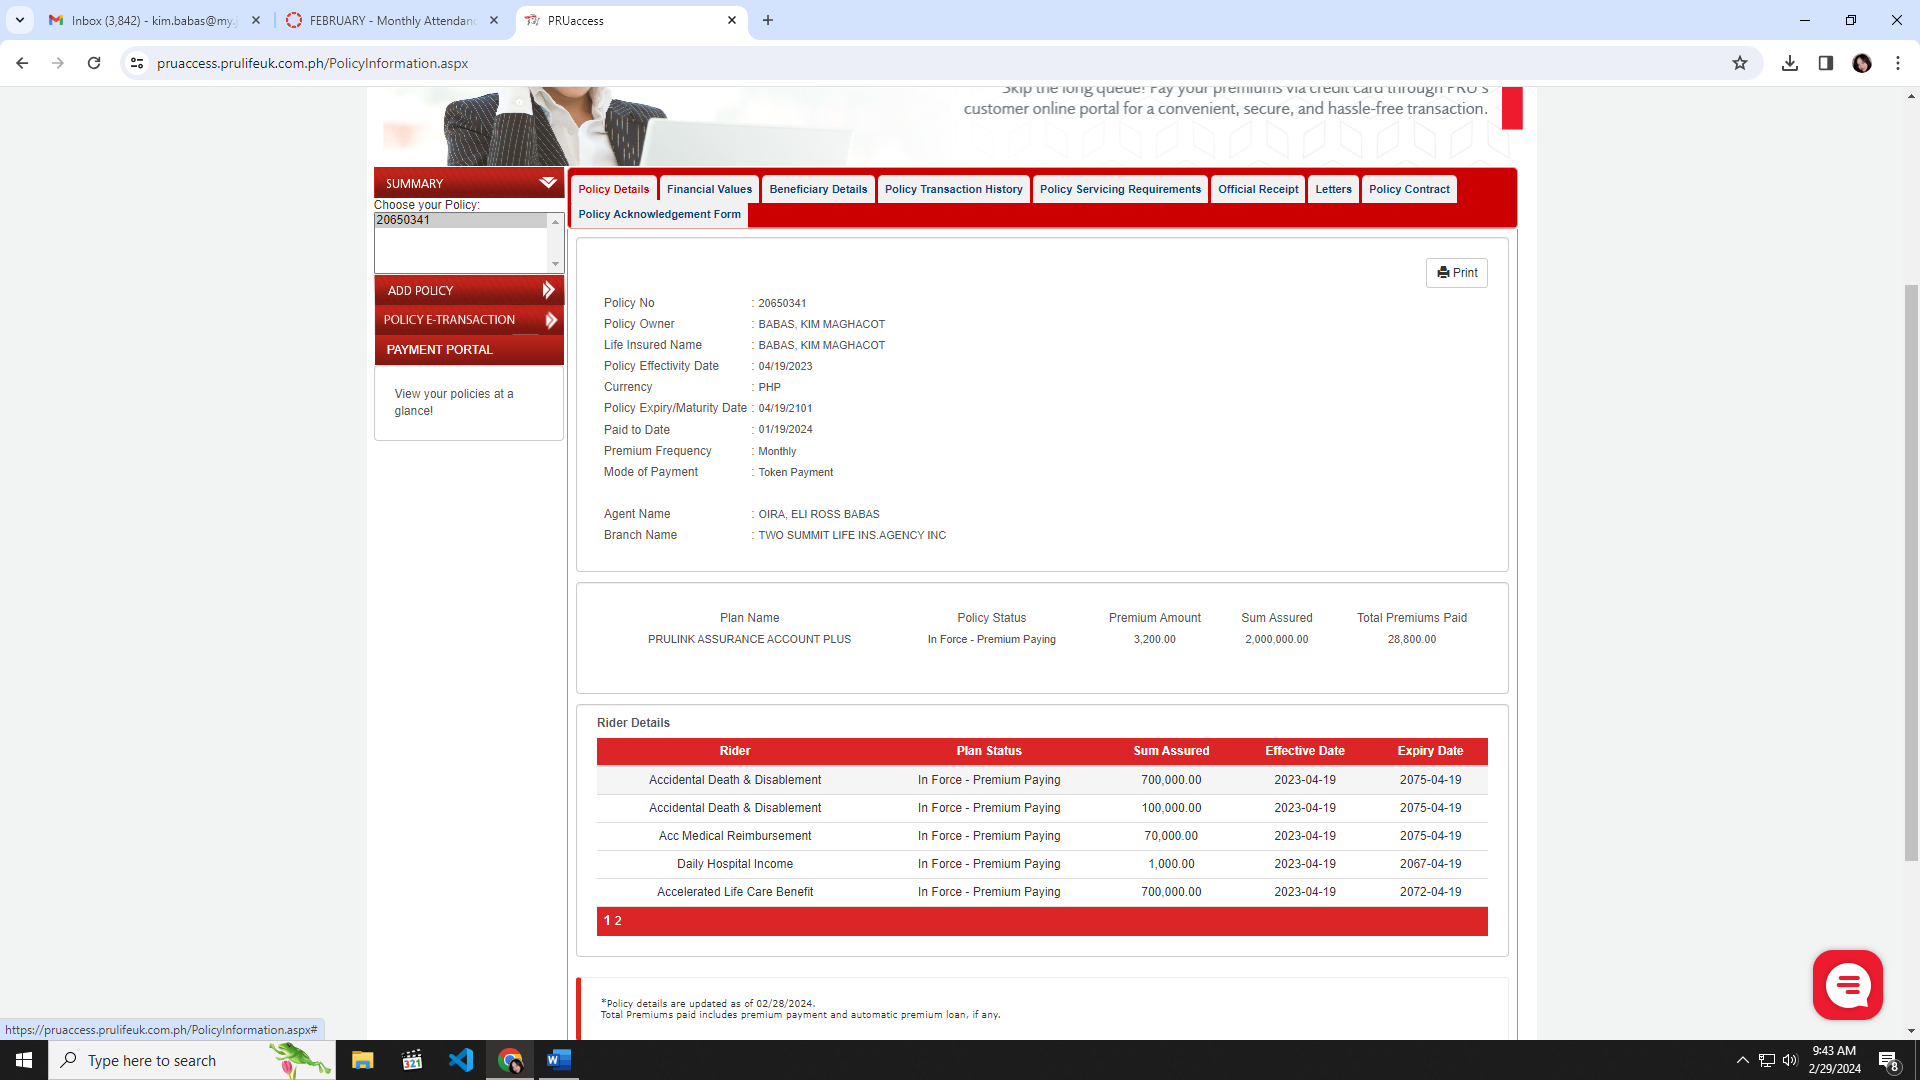 Inbox (3,842) - kim.babas@my.
FEBRUARY - Monthly Attendanc
PRUaccess
pruaccess.prulifeuk.com.ph/PolicyInformation.aspx
Skip the long queue! Pay your premiums via credit card through PRU's
customer online portal for a convenient, secure, and hassle-free transaction.
SUMMARY
Choose your Policy:
20650341
ADD POLICY
POLICY E-TRANSACTION
PAYMENT PORTAL
View your policies at a
glance!
Policy Details Financial Values Beneficiary Details Policy Transaction History Policy Servicing Requirements Official Receipt Letters Policy Contract
Policy Acknowledgement Form
Print
Policy No : 20650341
Policy Owner : BABAS, KIM MAGHACOT
Life Insured Name : BABAS, KIM MAGHACOT
Policy Effectivity Date : 04/19/2023
Currency : PHP
Policy Expiry/Maturity Date : 04/19/2101
Paid to Date : 01/19/2024
Premium Frequency : Monthly
Mode of Payment : Token Payment
Agent Name : OIRA, ELI ROSS BABAS
Branch Name : TWO SUMMIT LIFE INS.AGENCY INC
Plan Name Policy Status Premium Amount Sum Assured Total Premiums Paid
PRULINK ASSURANCE ACCOUNT PLUS In Force - Premium Paying 3,200.00 2,000,000.00 28,800.00
Rider Details
Rider Plan Status Sum Assured Effective Date Expiry Date
Accidental Death & Disablement In Force - Premium Paying 700,000.00 2023-04-19 2075-04-19
Accidental Death & Disablement In Force - Premium Paying 100,000.00 2023-04-19 2075-04-19
Acc Medical Reimbursement In Force - Premium Paying 70,000.00 2023-04-19 2075-04-19
Daily Hospital Income In Force - Premium Paying 1,000.00 2023-04-19 2067-04-19
Accelerated Life Care Benefit In Force - Premium Paying 700,000.00 2023-04-19 2072-04-19
1 2
*Policy details are updated as of 02/28/2024.
Total Premiums paid includes premium payment and automatic premium loan, if any.
https://pruaccess.prulifeuk.com.ph/PolicyInformation.aspx#
Type here to search
321
9:43 AM
2/29/2024
8